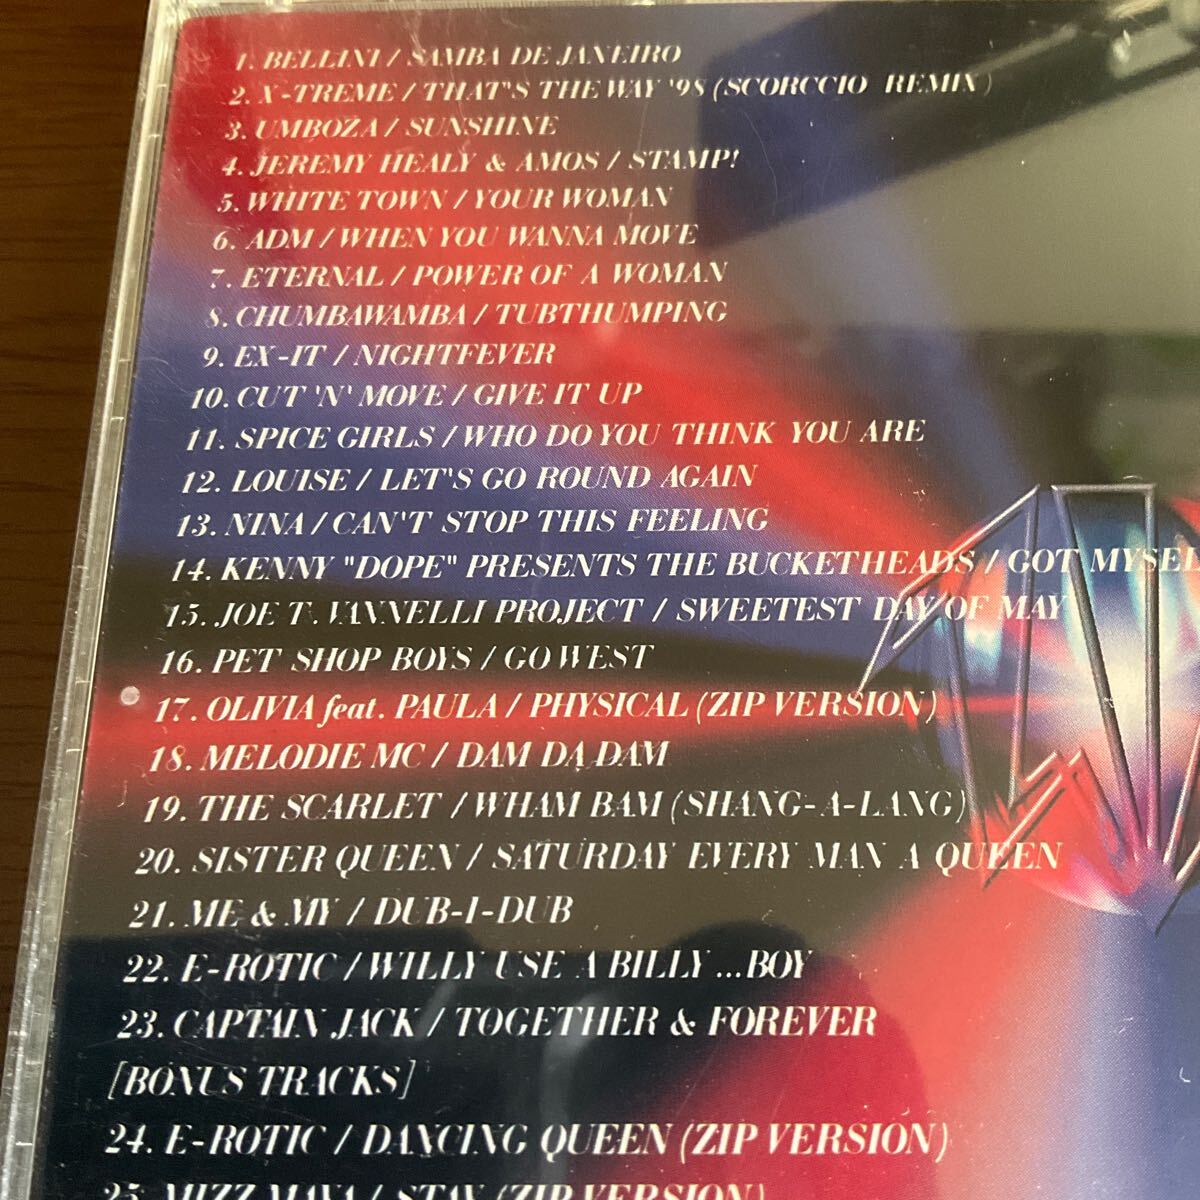 1. BELLINI / SAMBA DE JANEIRO
2. X-TREME / THAT'S THE WAY '98 (SCORCCIO REMIX)
3. UMBOZA / SUNSHINE
4. JEREMY HEALY & AMOS / STAMP!
5. WHITE TOWN / YOUR WOMAN
6. ADM / WHEN YOU WANNA MOVE
7. ETERNAL / POWER OF A WOMAN
8. CHUMBAWAMBA / TUBTHUMPING
9. EX-IT / NIGHTFEVER
10. CUT 'N' MOVE / GIVE IT UP
11. SPICE GIRLS / WHO DO YOU THINK YOU ARE
12. LOUISE / LET'S GO ROUND AGAIN
13. NINA / CAN'T STOP THIS FEELING
14. KENNY "DOPE" PRESENTS THE BUCKETHEADS / GOT MYSEL
15. JOE T. VANNELLI PROJECT / SWEETEST DAY OF MAY
16. PET SHOP BOYS / GO WEST
17. OLIVIA feat. PAULA / PHYSICAL (ZIP VERSION)
18. MELODIE MC / DAM DA DAM
19. THE SCARLET / WHAM BAM (SHANG-A-LANG)
20. SISTER QUEEN / SATURDAY EVERY MAN A QUEEN
21. ME & MY / DUB-I-DUB
22. E-ROTIC / WILLY USE A BILLY ...BOY
23. CAPTAIN JACK / TOGETHER & FOREVER
[BONUS TRACKS]
24. E-ROTIC / DANCING QUEEN (ZIP VERSION)
25. MIZZ MAYA / STAY (ZIP VERSION)